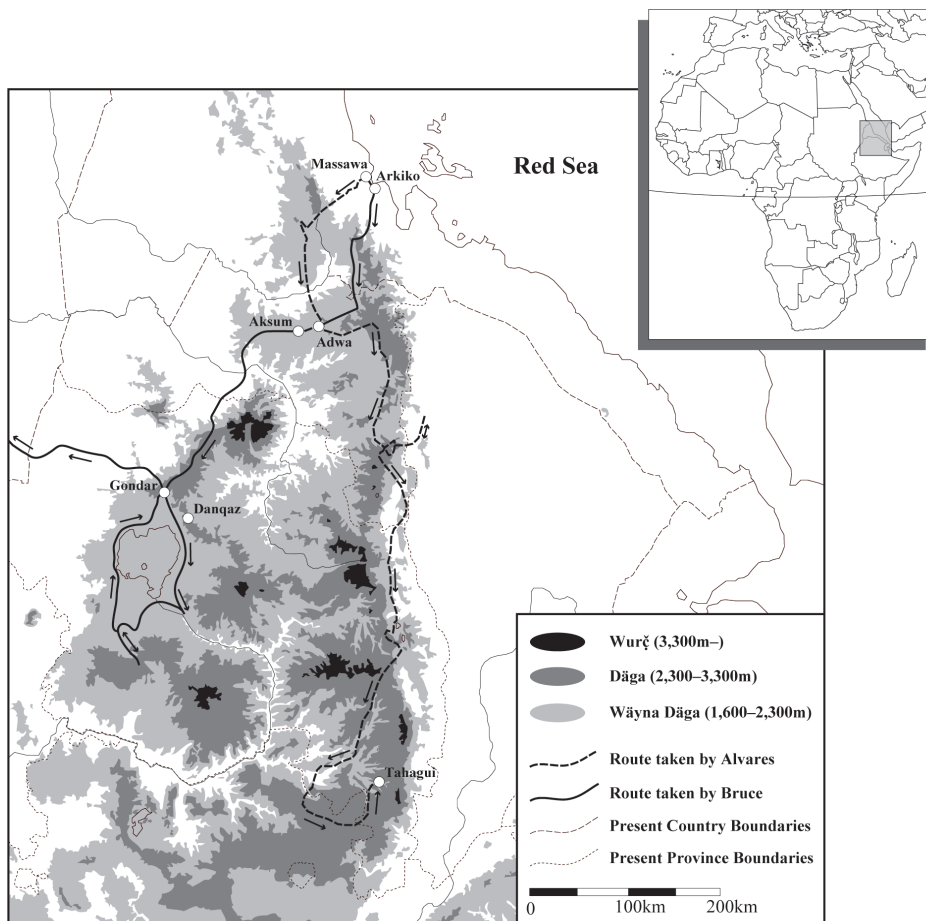 Massawa
Arkiko
Red Sea
Aksum
Adwa
Gondar
Danqaz
Tahagui
Wurč̣ (3,300m–)
Däga (2,300–3,300m)
Wäyna Däga (1,600–2,300m)
Route taken by Alvares
Route taken by Bruce
Present Country Boundaries
Present Province Boundaries
0 100km 200km